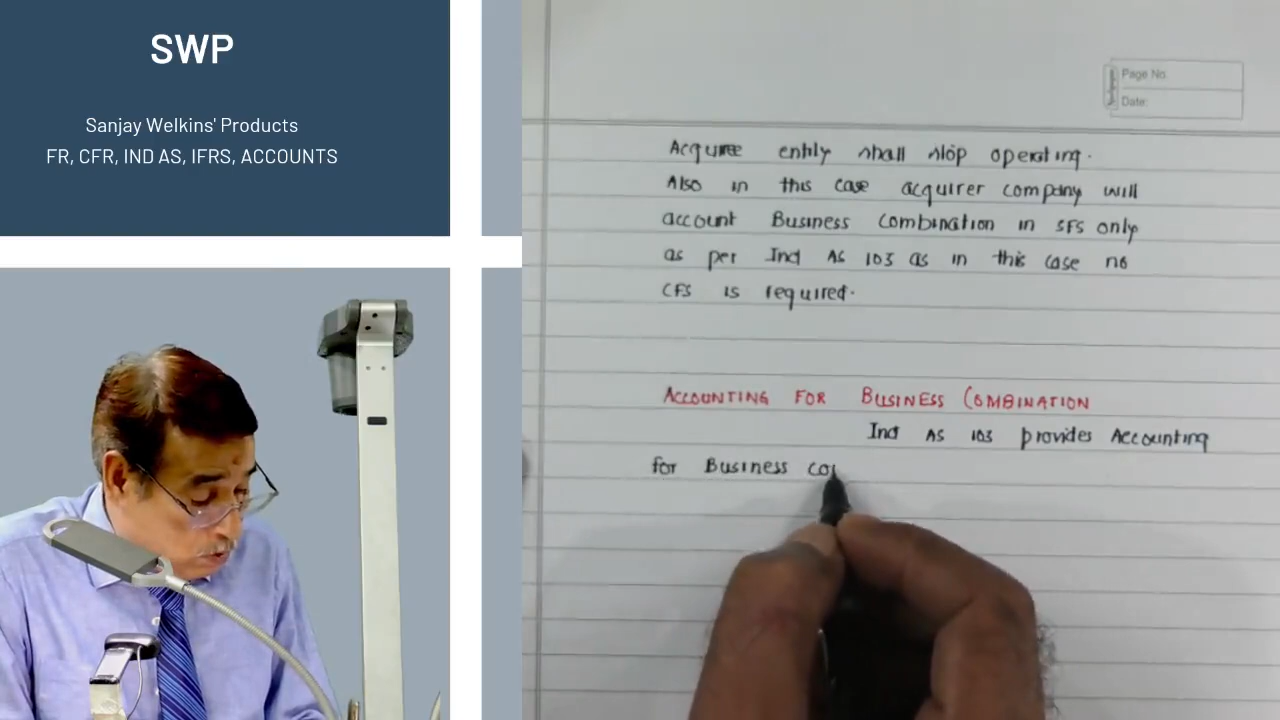 SWP
Sanjay Welkins' Products
FR, CFR, IND AS, IFRS, ACCOUNTS
Page No.
Date:
Acquiree entity shall stop operating.
Also in this case acquirer company will
account Business Combination in SFS only
as per Ind AS 103 as in this case no
CFS is required.
ACCOUNTING FOR BUSINESS COMBINATION
Ind AS 103 provides Accounting
for Business co